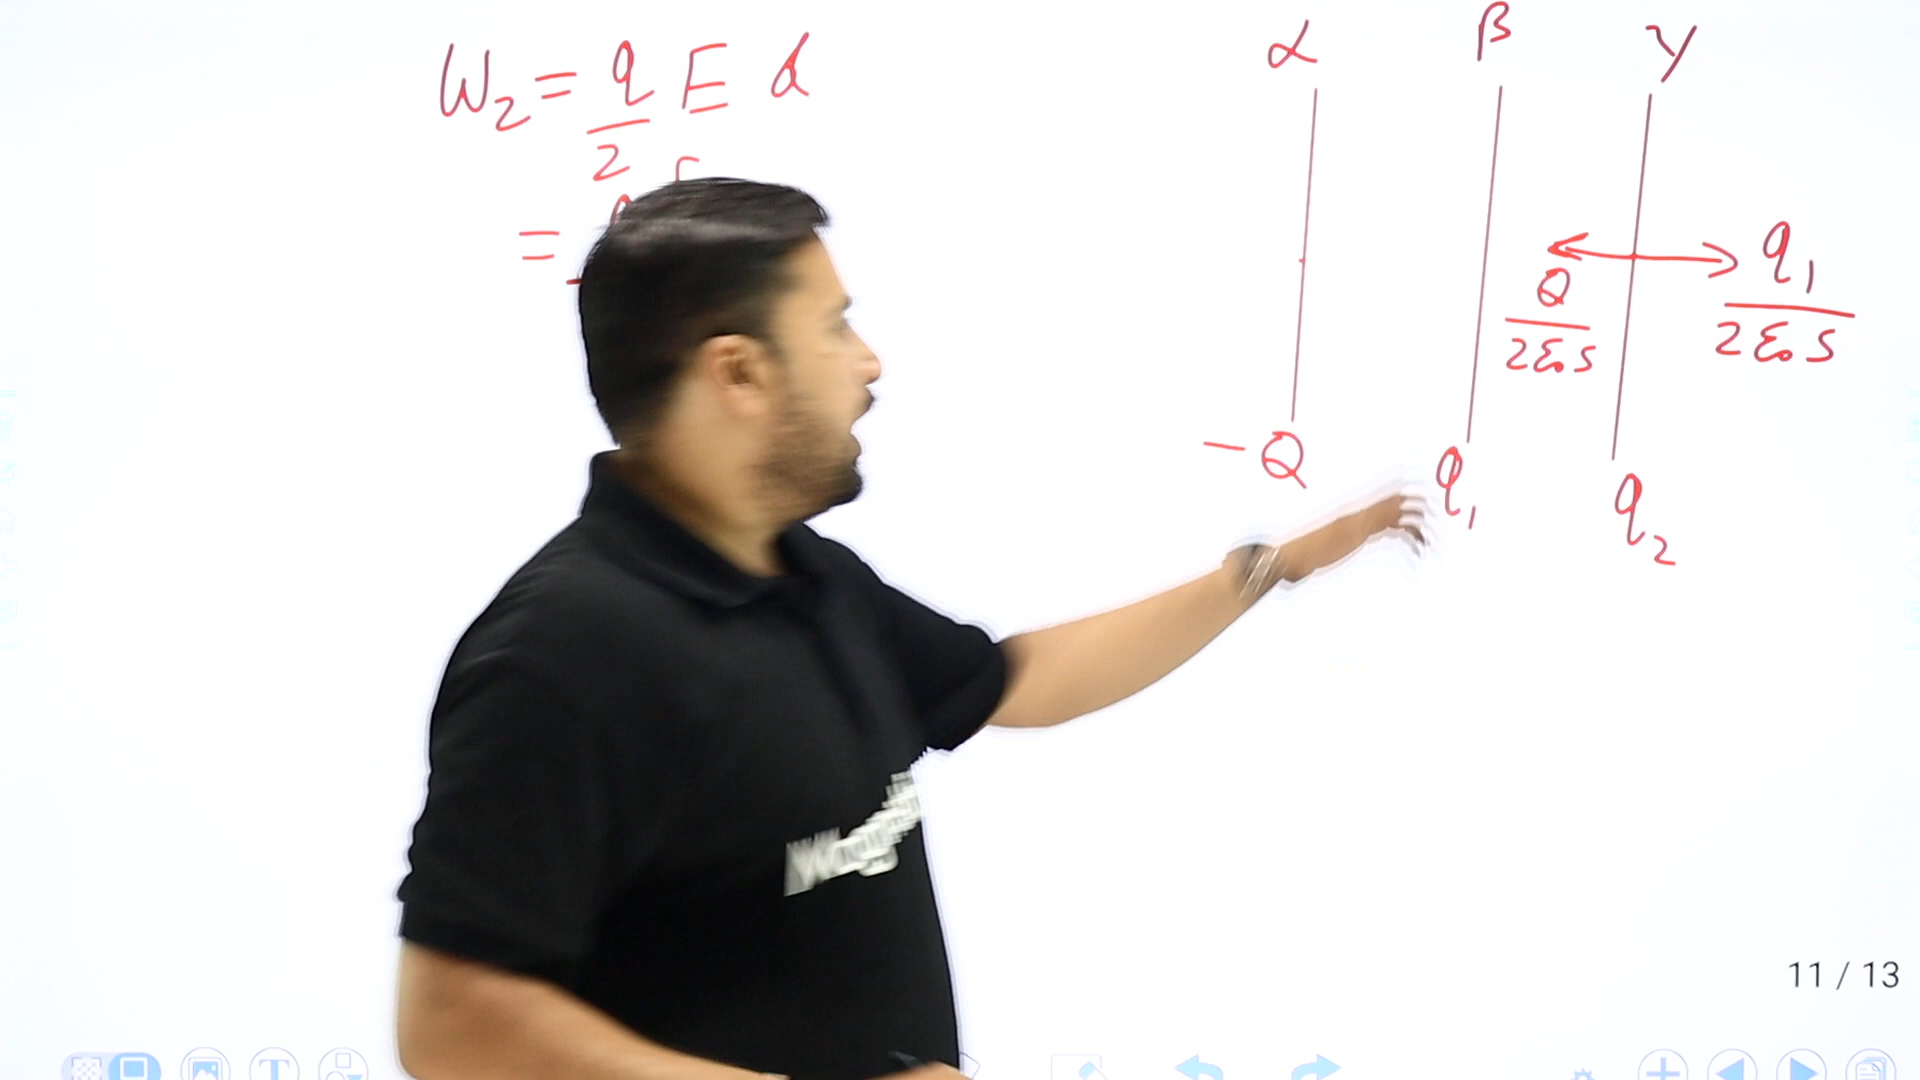 W₂ = q/2 E d
=
α β γ
Q/2ε₀S
q₁/2ε₀S
-Q q₁ q₂
11 / 13